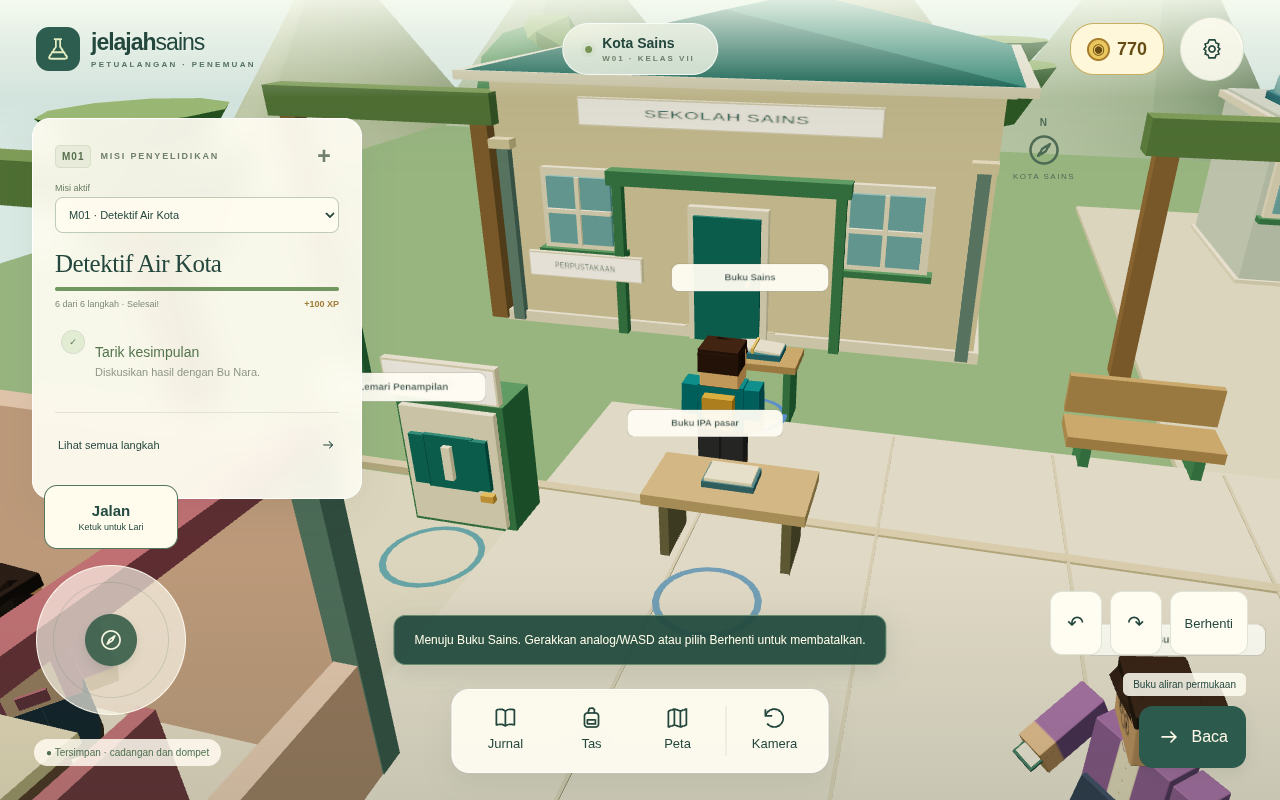 jelajahsains
PETUALANGAN · PENEMUAN
Kota Sains
W01 · KELAS VII
770
M01 MISI PENYELIDIKAN
+
Misi aktif
M01 · Detektif Air Kota
Detektif Air Kota
6 dari 6 langkah · Selesai!
+100 XP
✓
Tarik kesimpulan
Diskusikan hasil dengan Bu Nara.
Lihat semua langkah →
SEKOLAH SAINS
N
KOTA SAINS
PERPUSTAKAAN
Buku Sains
Lemari Penampilan
Buku IPA pasar
Jalan
Ketuk untuk Lari
Menuju Buku Sains. Gerakkan analog/WASD atau pilih Berhenti untuk membatalkan.
↶ ↷ Berhenti
Buku aliran permukaan
→ Baca
Jurnal
Tas
Peta
Kamera
● Tersimpan · cadangan dan dompet